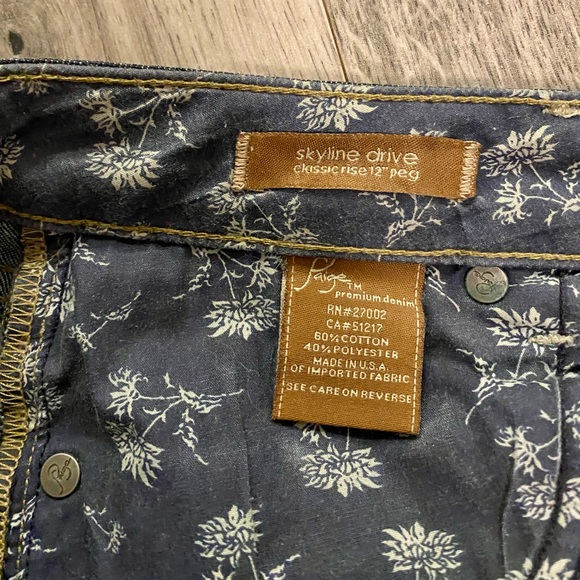 skyline drive
classic rise 12" peg
Paige TM
premium denim
RN#27002
CA#51217
60% COTTON
40% POLYESTER
MADE IN U.S.A.
OF IMPORTED FABRIC
SEE CARE ON REVERSE